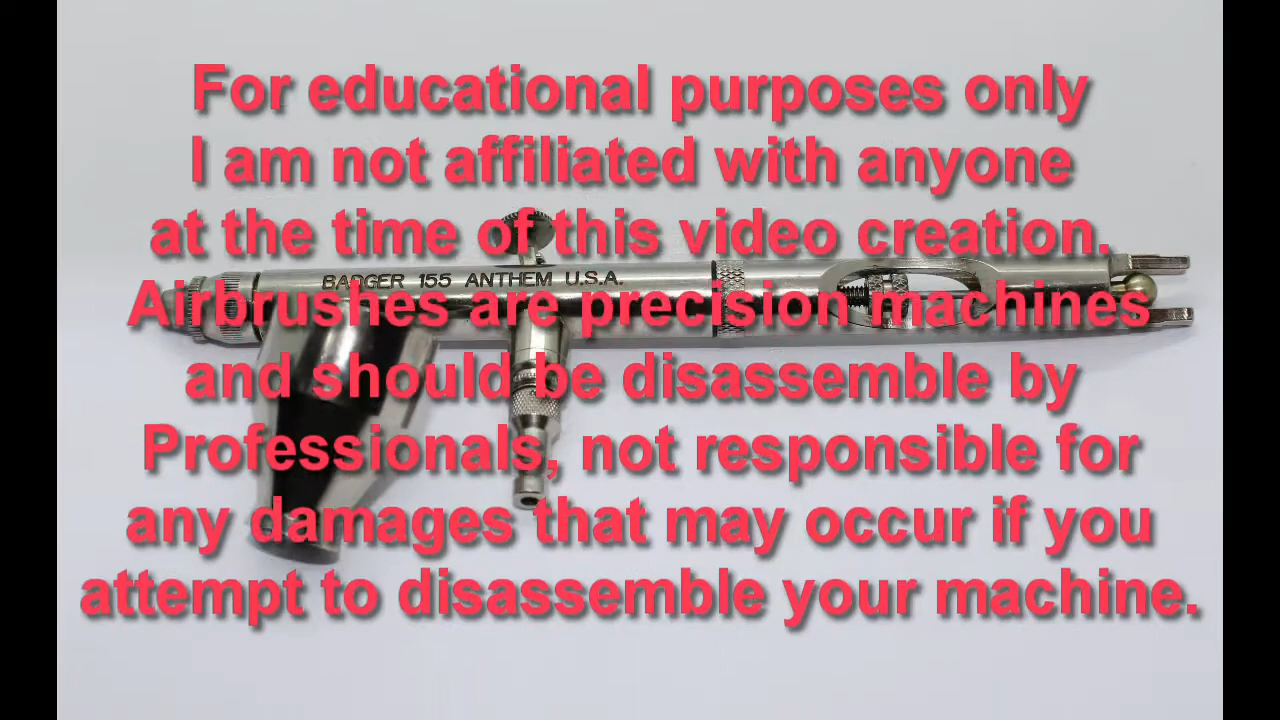 For educational purposes only
I am not affiliated with anyone
at the time of this video creation.
BADGER 155 ANTHEM U.S.A.
Airbrushes are precision machines
and should be disassemble by
Professionals, not responsible for
any damages that may occur if you
attempt to disassemble your machine.